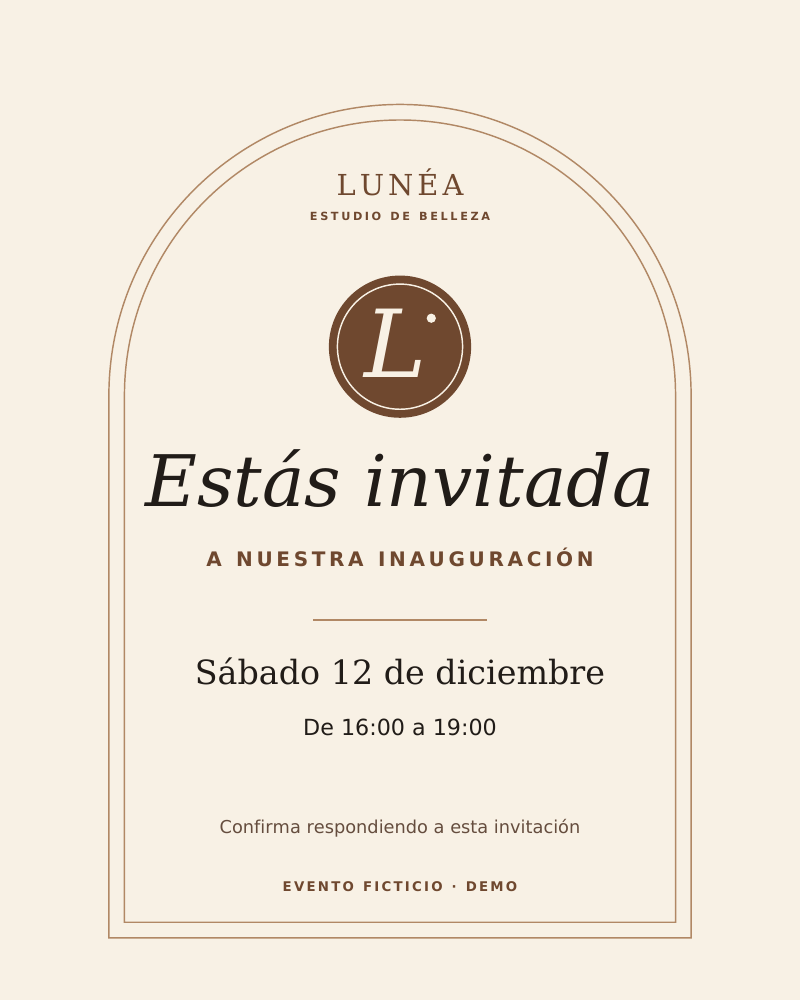 LUNÉA
ESTUDIO DE BELLEZA
L
Estás invitada
A NUESTRA INAUGURACIÓN
Sábado 12 de diciembre
De 16:00 a 19:00
Confirma respondiendo a esta invitación
EVENTO FICTICIO · DEMO